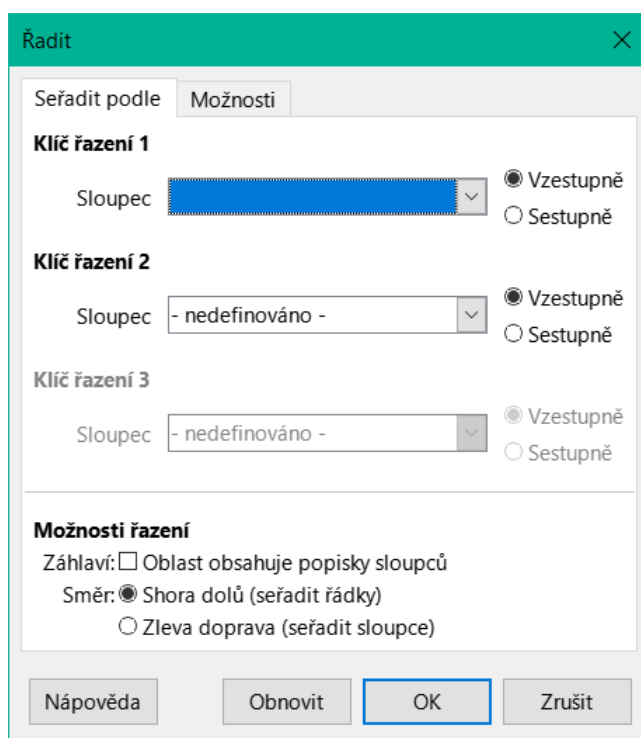 Řadit
Seřadit podle Možnosti
Klíč řazení 1
Sloupec
Vzestupně
Sestupně
Klíč řazení 2
Sloupec - nedefinováno -
Vzestupně
Sestupně
Klíč řazení 3
Sloupec - nedefinováno -
Vzestupně
Sestupně
Možnosti řazení
Záhlaví: Oblast obsahuje popisky sloupců
Směr: Shora dolů (seřadit řádky)
Zleva doprava (seřadit sloupce)
Nápověda Obnovit OK Zrušit